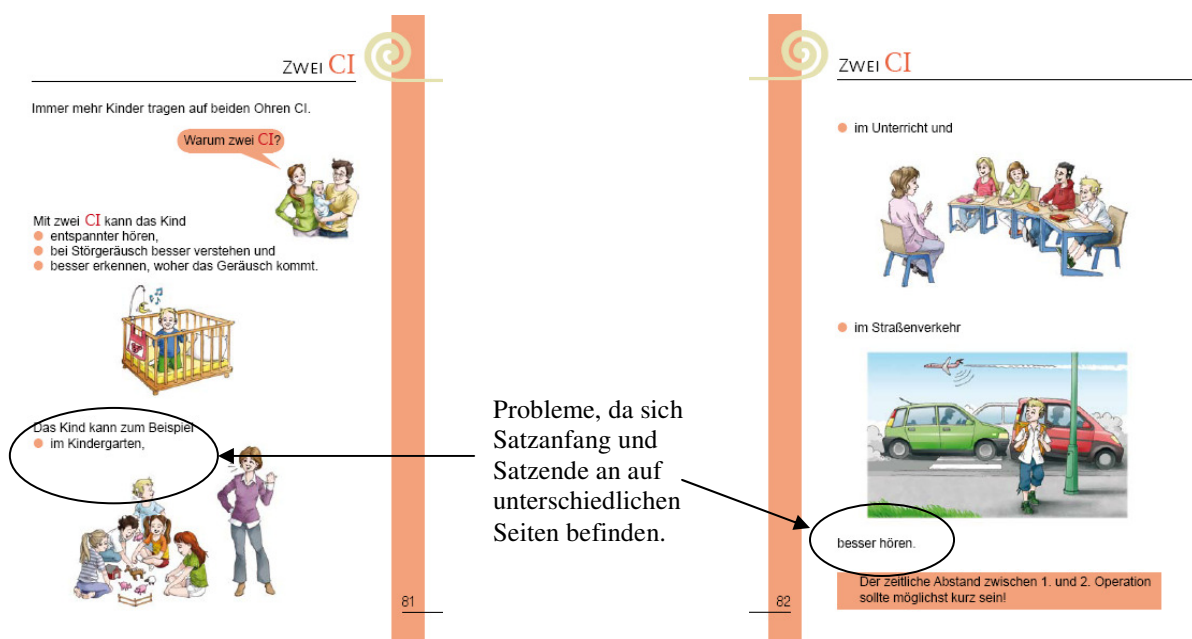 ZWEI CI
Immer mehr Kinder tragen auf beiden Ohren CI.
Warum zwei CI?
Mit zwei CI kann das Kind
entspannter hören,
bei Störgeräusch besser verstehen und
besser erkennen, woher das Geräusch kommt.
Das Kind kann zum Beispiel
im Kindergarten,
81
Probleme, da sich
Satzanfang und
Satzende an auf
unterschiedlichen
Seiten befinden.
ZWEI CI
im Unterricht und
im Straßenverkehr
besser hören.
Der zeitliche Abstand zwischen 1. und 2. Operation
sollte möglichst kurz sein!
82